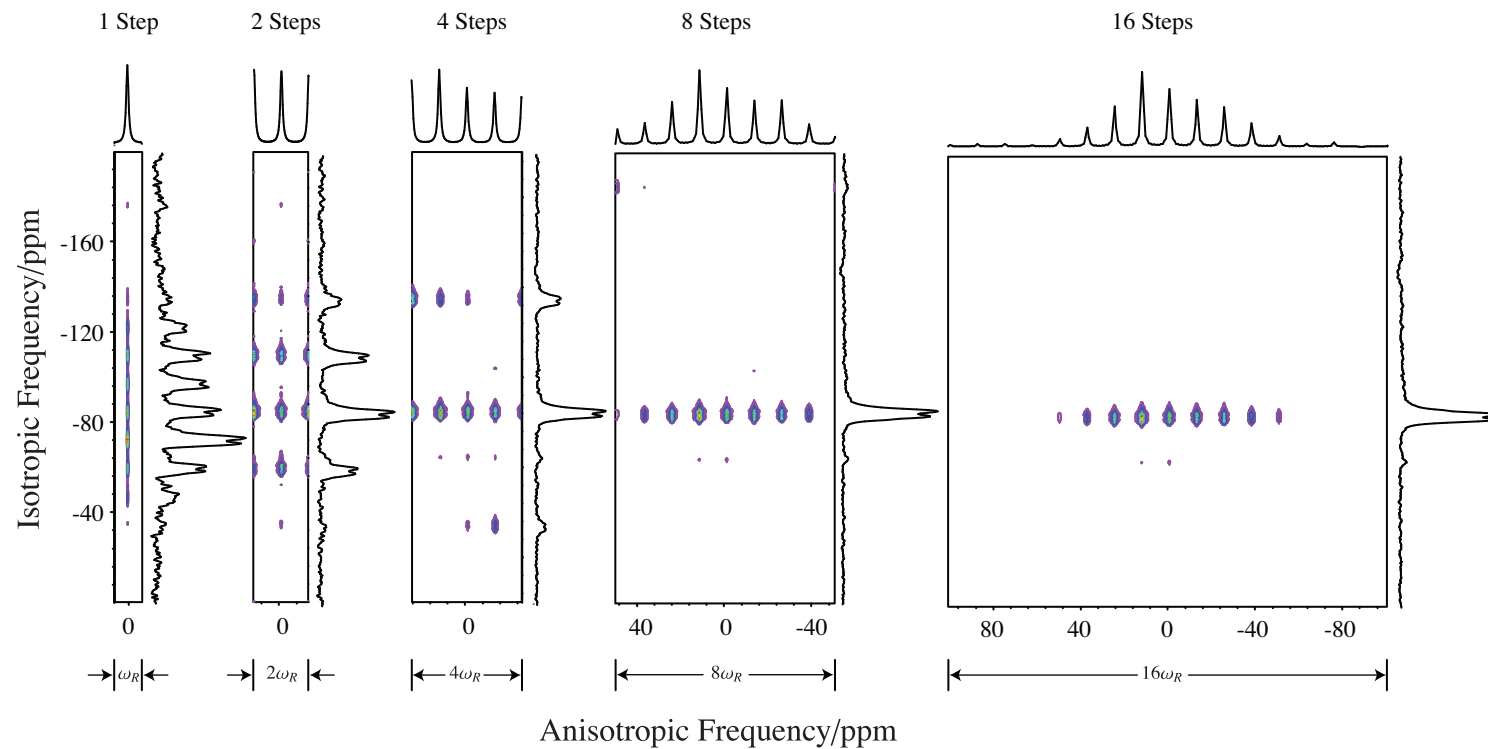 1 Step 2 Steps 4 Steps 8 Steps 16 Steps
Isotropic Frequency/ppm
-160
-120
-80
-40
0 0 0 40 0 -40 80 40 0 -40 -80
ωR 2ωR 4ωR 8ωR 16ωR
Anisotropic Frequency/ppm